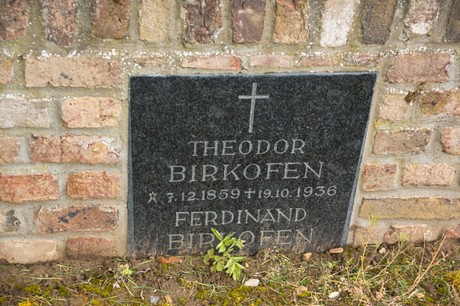 THEODOR
BIRKOFEN
* 7.12.1859 + 19.10.1936
FERDINAND
BIRKOFEN